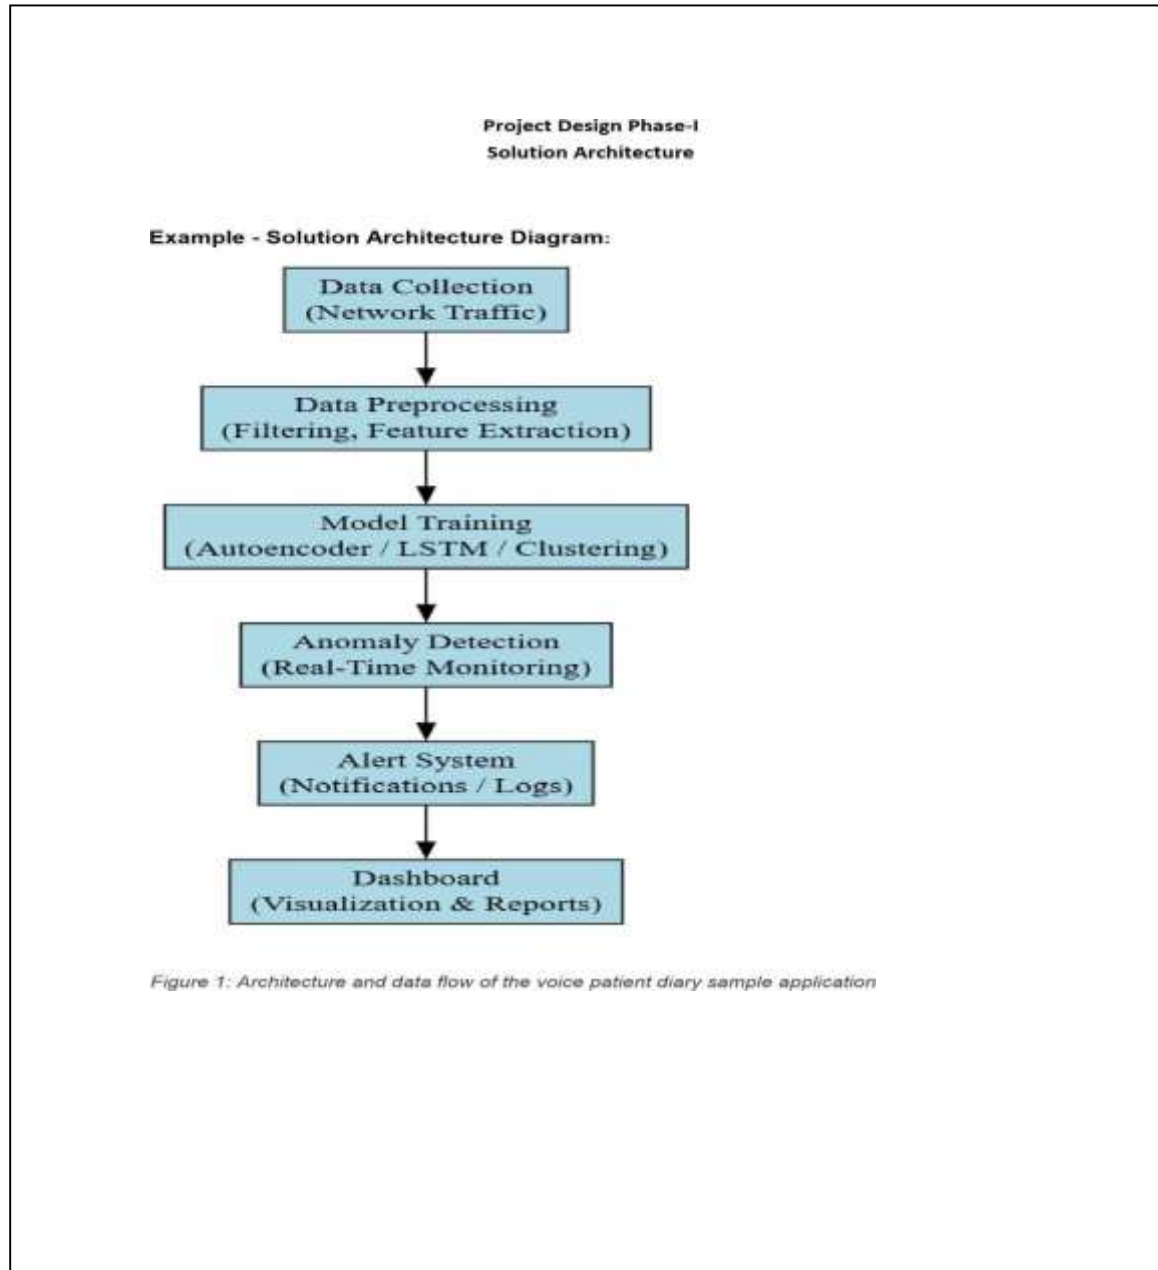 Project Design Phase-I
Solution Architecture
Example - Solution Architecture Diagram:
Data Collection
(Network Traffic)
Data Preprocessing
(Filtering, Feature Extraction)
Model Training
(Autoencoder / LSTM / Clustering)
Anomaly Detection
(Real-Time Monitoring)
Alert System
(Notifications / Logs)
Dashboard
(Visualization & Reports)
Figure 1: Architecture and data flow of the voice patient diary sample application